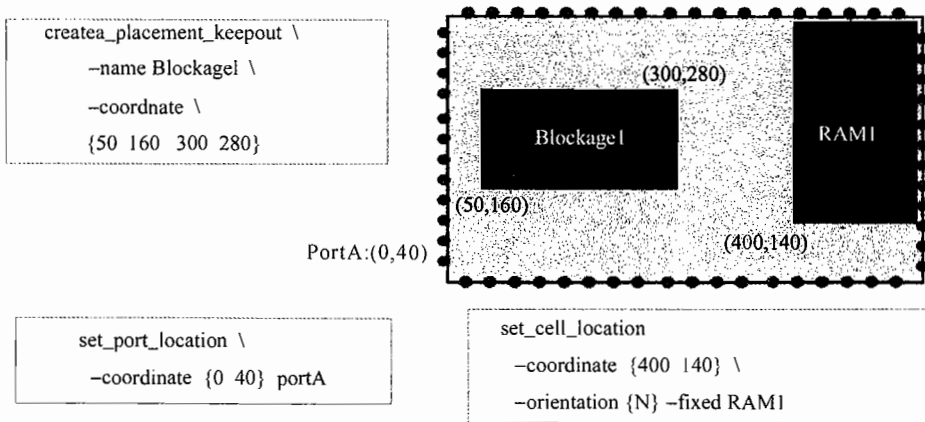 createa_placement_keepout \
–name Blockage1 \
–coordnate \
{50 160 300 280}
(300,280)
Blockage1
RAM1
(50,160)
(400,140)
PortA:(0,40)
set_port_location \
–coordinate {0 40} portA
set_cell_location
–coordinate {400 140} \
–orientation {N} –fixed RAM1